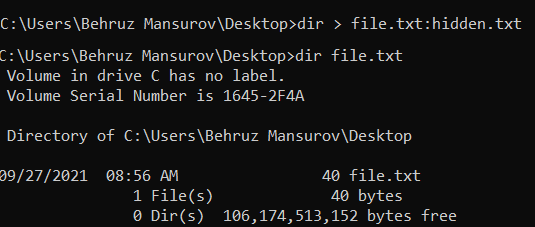 C:\Users\Behruz Mansurov\Desktop>dir > file.txt:hidden.txt
C:\Users\Behruz Mansurov\Desktop>dir file.txt
Volume in drive C has no label.
Volume Serial Number is 1645-2F4A
Directory of C:\Users\Behruz Mansurov\Desktop
09/27/2021  08:56 AM                40 file.txt
1 File(s)             40 bytes
0 Dir(s)  106,174,513,152 bytes free